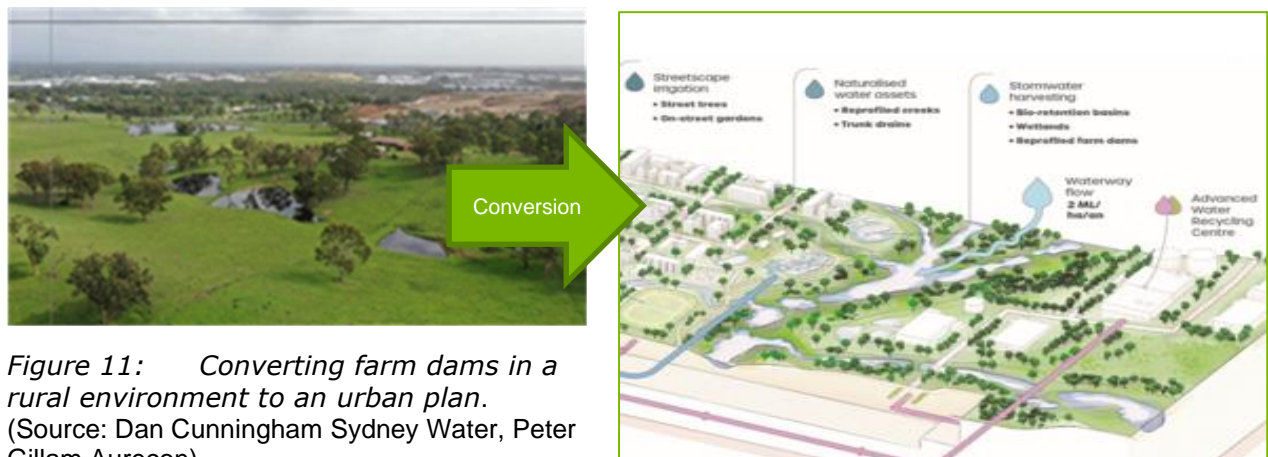 Streetscape
irrigation
• Street trees
• On-street gardens
Naturalised
water assets
• Reprofiled creeks
• Trunk drains
Stormwater
harvesting
• Bio-retention basins
• Wetlands
• Reprofiled farm dams
Waterway
flow
2 ML/
ha/an
Advanced
Water
Recycling
Centre
Conversion
Figure 11: Converting farm dams in a
rural environment to an urban plan.
(Source: Dan Cunningham Sydney Water, Peter
Gillam Aurecon)